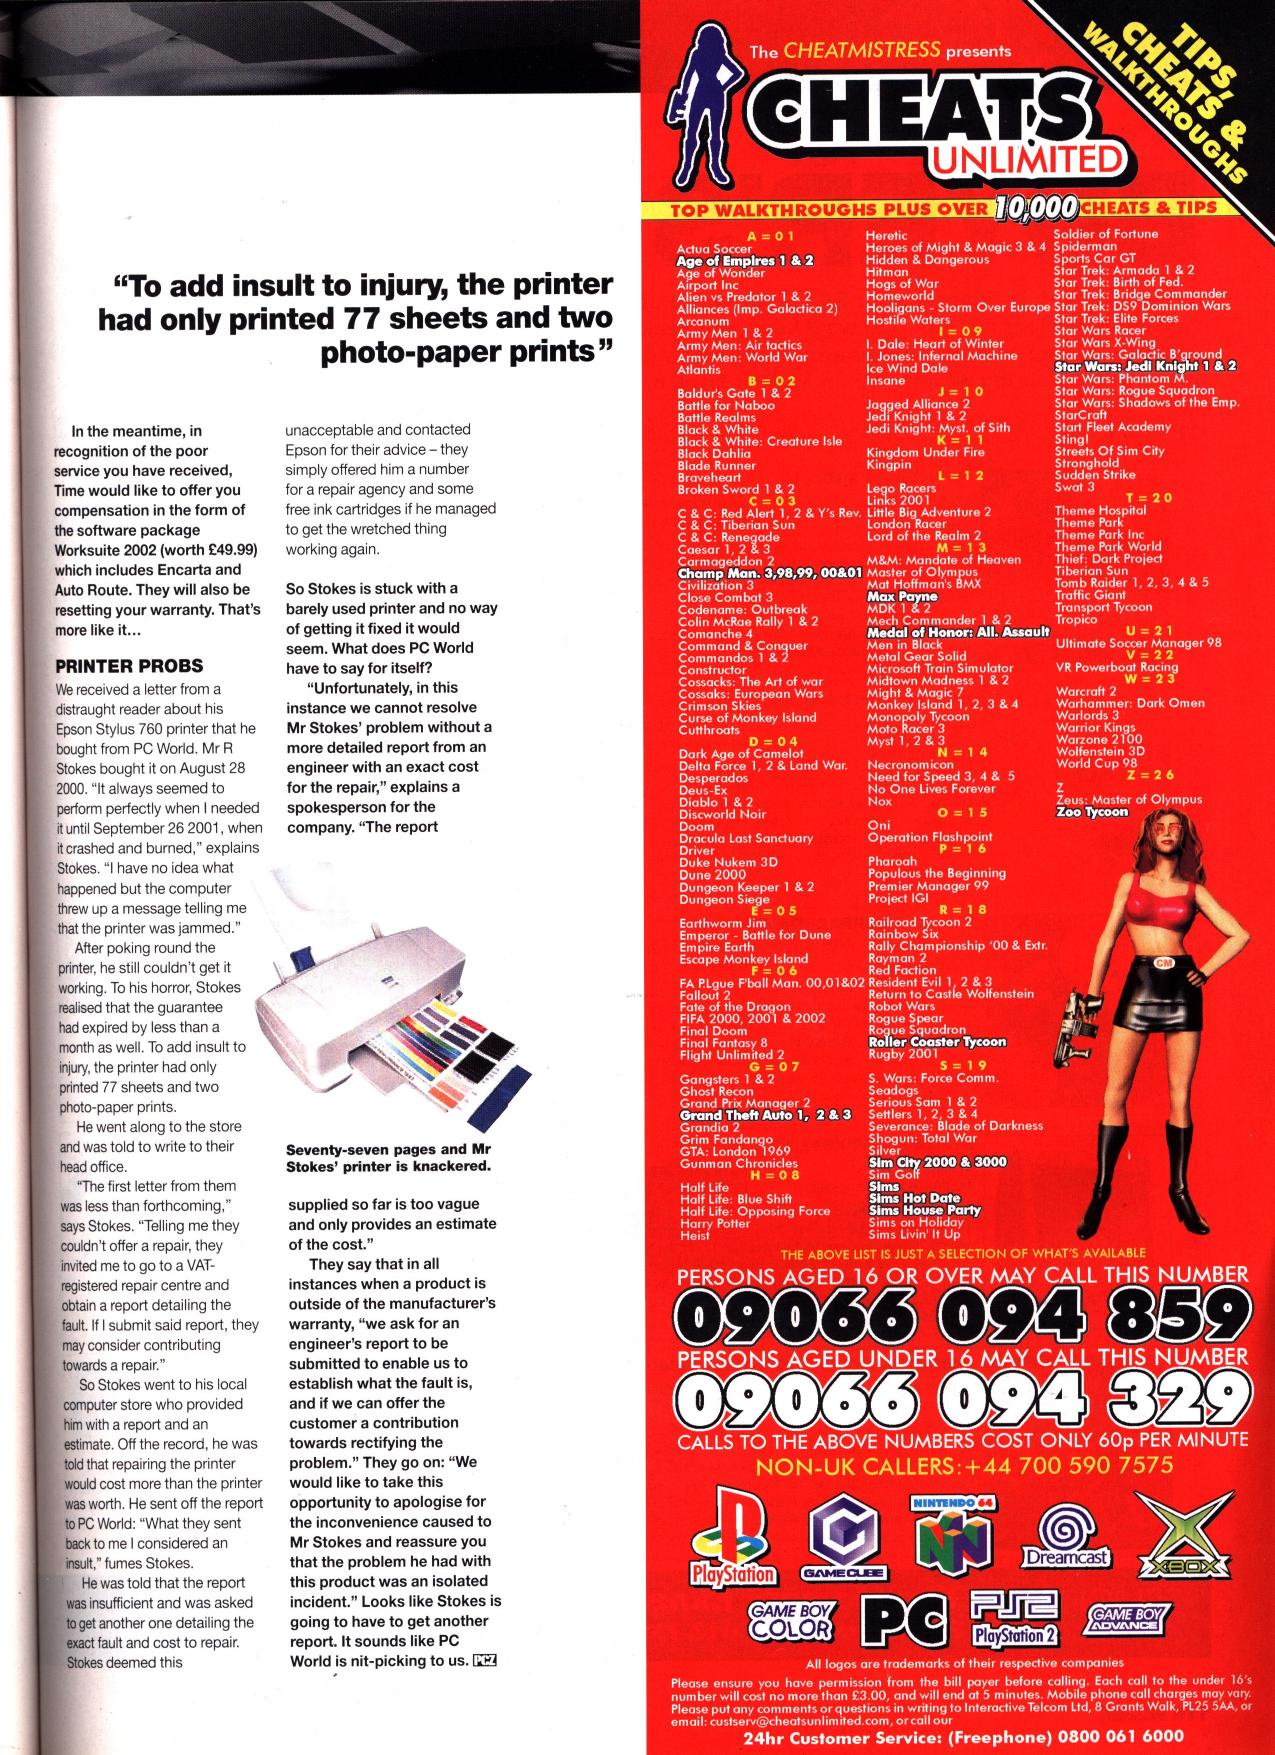 “To add insult to injury, the printer
had only printed 77 sheets and two
photo-paper prints”
In the meantime, in
recognition of the poor
service you have received,
Time would like to offer you
compensation in the form of
the software package
Worksuite 2002 (worth £49.99)
which includes Encarta and
Auto Route. They will also be
resetting your warranty. That's
more like it...
PRINTER PROBS
We received a letter from a
distraught reader about his
Epson Stylus 760 printer that he
bought from PC World. Mr R
Stokes bought it on August 28
2000. “It always seemed to
perform perfectly when I needed
it until September 26 2001, when
it crashed and burned,” explains
Stokes. “I have no idea what
happened but the computer
threw up a message telling me
that the printer was jammed.”
After poking round the
printer, he still couldn't get it
working. To his horror, Stokes
realised that the guarantee
had expired by less than a
month as well. To add insult to
injury, the printer had only
printed 77 sheets and two
photo-paper prints.
He went along to the store
and was told to write to their
head office.
“The first letter from them
was less than forthcoming,”
says Stokes. “Telling me they
couldn't offer a repair, they
invited me to go to a VAT-
registered repair centre and
obtain a report detailing the
fault. If I submit said report, they
may consider contributing
towards a repair.”
So Stokes went to his local
computer store who provided
him with a report and an
estimate. Off the record, he was
told that repairing the printer
would cost more than the printer
was worth. He sent off the report
to PC World: “What they sent
back to me I considered an
insult,” fumes Stokes.
He was told that the report
was insufficient and was asked
to get another one detailing the
exact fault and cost to repair.
Stokes deemed this
unacceptable and contacted
Epson for their advice – they
simply offered him a number
for a repair agency and some
free ink cartridges if he managed
to get the wretched thing
working again.
So Stokes is stuck with a
barely used printer and no way
of getting it fixed it would
seem. What does PC World
have to say for itself?
“Unfortunately, in this
instance we cannot resolve
Mr Stokes' problem without a
more detailed report from an
engineer with an exact cost
for the repair,” explains a
spokesperson for the
company. “The report
Seventy-seven pages and Mr
Stokes' printer is knackered.
supplied so far is too vague
and only provides an estimate
of the cost.”
They say that in all
instances when a product is
outside of the manufacturer's
warranty, “we ask for an
engineer's report to be
submitted to enable us to
establish what the fault is,
and if we can offer the
customer a contribution
towards rectifying the
problem.” They go on: “We
would like to take this
opportunity to apologise for
the inconvenience caused to
Mr Stokes and reassure you
that the problem he had with
this product was an isolated
incident.” Looks like Stokes is
going to have to get another
report. It sounds like PC
World is nit-picking to us. PCZ
The CHEATMISTRESS presents
CHEATS
UNLIMITED
TIPS,
CHEATS &
WALKTHROUGHS
TOP WALKTHROUGHS PLUS OVER 10,000 CHEATS & TIPS
A = 01
Actua Soccer
Age of Empires 1 & 2
Age of Wonder
Airport Inc
Alien vs Predator 1 & 2
Alliances (Imp. Galactica 2)
Arcanum
Army Men 1 & 2
Army Men: Air tactics
Army Men: World War
Atlantis
B = 02
Baldur's Gate 1 & 2
Battle for Naboo
Battle Realms
Black & White
Black & White: Creature Isle
Black Dahlia
Blade Runner
Braveheart
Broken Sword 1 & 2
C = 03
C & C: Red Alert 1, 2 & Y's Rev.
C & C: Tiberian Sun
C & C: Renegade
Caesar 1, 2 & 3
Carmageddon 2
Champ Man. 3,98,99, 00&01
Civilization 3
Close Combat 3
Codename: Outbreak
Colin McRae Rally 1 & 2
Comanche 4
Command & Conquer
Commandos 1 & 2
Constructor
Cossacks: The Art of war
Cossaks: European Wars
Crimson Skies
Curse of Monkey Island
Cutthroats
D = 04
Dark Age of Camelot
Delta Force 1, 2 & Land War.
Desperados
Deus-Ex
Diablo 1 & 2
Discworld Noir
Doom
Dracula Last Sanctuary
Driver
Duke Nukem 3D
Dune 2000
Dungeon Keeper 1 & 2
Dungeon Siege
E = 05
Earthworm Jim
Emperor - Battle for Dune
Empire Earth
Escape Monkey Island
F = 06
FA P.Lgue F'ball Man. 00,01&02
Fallout 2
Fate of the Dragon
FIFA 2000, 2001 & 2002
Final Doom
Final Fantasy 8
Flight Unlimited 2
G = 07
Gangsters 1 & 2
Ghost Recon
Grand Prix Manager 2
Grand Theft Auto 1, 2 & 3
Grandia 2
Grim Fandango
GTA: London 1969
Gunman Chronicles
H = 08
Half Life
Half Life: Blue Shift
Half Life: Opposing Force
Harry Potter
Heist
Heretic
Heroes of Might & Magic 3 & 4
Hidden & Dangerous
Hitman
Hogs of War
Homeworld
Hooligans - Storm Over Europe
Hostile Waters
I = 09
I. Dale: Heart of Winter
I. Jones: Infernal Machine
Ice Wind Dale
Insane
J = 10
Jagged Alliance 2
Jedi Knight 1 & 2
Jedi Knight: Myst. of Sith
K = 11
Kingdom Under Fire
Kingpin
L = 12
Lego Racers
Links 2001
Little Big Adventure 2
London Racer
Lord of the Realm 2
M = 13
M&M: Mandate of Heaven
Master of Olympus
Mat Hoffman's BMX
Max Payne
MDK 1 & 2
Mech Commander 1 & 2
Medal of Honor: All. Assault
Men in Black
Metal Gear Solid
Microsoft Train Simulator
Midtown Madness 1 & 2
Might & Magic 7
Monkey Island 1, 2, 3 & 4
Monopoly Tycoon
Moto Racer 3
Myst 1, 2 & 3
N = 14
Necronomicon
Need for Speed 3, 4 & 5
No One Lives Forever
Nox
O = 15
Oni
Operation Flashpoint
P = 16
Pharoah
Populous the Beginning
Premier Manager 99
Project IGI
R = 18
Railroad Tycoon 2
Rainbow Six
Rally Championship '00 & Extr.
Rayman 2
Red Faction
Resident Evil 1, 2 & 3
Return to Castle Wolfenstein
Robot Wars
Rogue Spear
Rogue Squadron
Roller Coaster Tycoon
Rugby 2001
S = 19
S. Wars: Force Comm.
Seadogs
Serious Sam 1 & 2
Settlers 1, 2, 3 & 4
Severance: Blade of Darkness
Shogun: Total War
Silver
Sim City 2000 & 3000
Sim Golf
Sims
Sims Hot Date
Sims House Party
Sims on Holiday
Sims Livin' It Up
Soldier of Fortune
Spiderman
Sports Car GT
Star Trek: Armada 1 & 2
Star Trek: Birth of Fed.
Star Trek: Bridge Commander
Star Trek: DS9 Dominion Wars
Star Trek: Elite Forces
Star Wars Racer
Star Wars X-Wing
Star Wars: Galactic B'ground
Star Wars: Jedi Knight 1 & 2
Star Wars: Phantom M.
Star Wars: Rogue Squadron
Star Wars: Shadows of the Emp.
StarCraft
Start Fleet Academy
Sting!
Streets Of Sim City
Stronghold
Sudden Strike
Swat 3
T = 20
Theme Hospital
Theme Park
Theme Park Inc
Theme Park World
Thief: Dark Project
Tiberian Sun
Tomb Raider 1, 2, 3, 4 & 5
Traffic Giant
Transport Tycoon
Tropico
U = 21
Ultimate Soccer Manager 98
V = 22
VR Powerboat Racing
W = 23
Warcraft 2
Warhammer: Dark Omen
Warlords 3
Warrior Kings
Warzone 2100
Wolfenstein 3D
World Cup 98
Z = 26
Z
Zeus: Master of Olympus
Zoo Tycoon
CM
THE ABOVE LIST IS JUST A SELECTION OF WHAT'S AVAILABLE
PERSONS AGED 16 OR OVER MAY CALL THIS NUMBER
09066 094 859
PERSONS AGED UNDER 16 MAY CALL THIS NUMBER
09066 094 329
CALLS TO THE ABOVE NUMBERS COST ONLY 60p PER MINUTE
NON-UK CALLERS:+44 700 590 7575
PlayStation
GAMECUBE
NINTENDO 64
Dreamcast
XBOX
GAME BOY
COLOR
PC
PS2
PlayStation 2
GAME BOY
ADVANCE
All logos are trademarks of their respective companies
Please ensure you have permission from the bill payer before calling. Each call to the under 16's
number will cost no more than £3.00, and will end at 5 minutes. Mobile phone call charges may vary.
Please put any comments or questions in writing to Interactive Telcom Ltd, 8 Grants Walk, PL25 5AA, or
email: custserv@cheatsunlimited.com, or call our
24hr Customer Service: (Freephone) 0800 061 6000